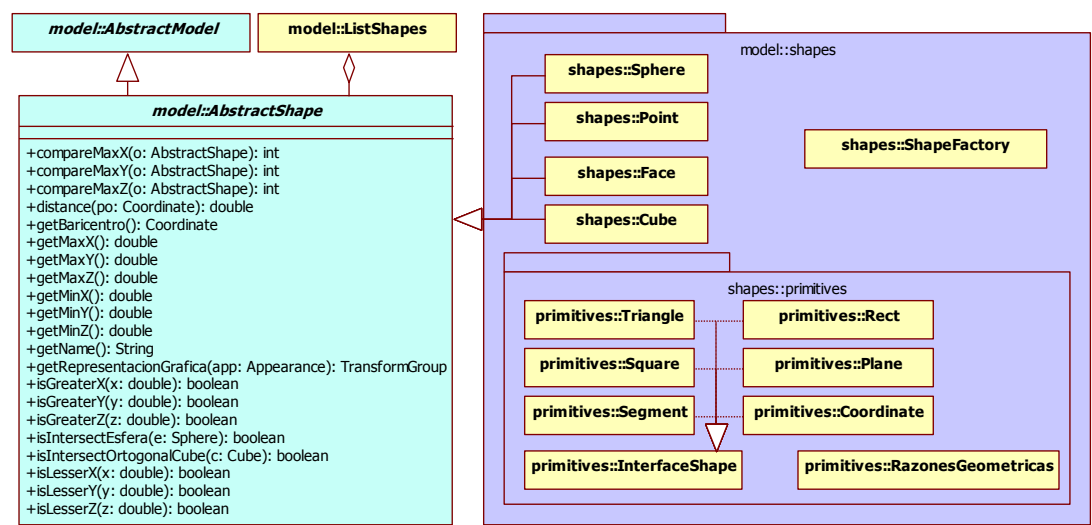 model::AbstractModel
model::ListShapes
model::AbstractShape
+compareMaxX(o: AbstractShape): int
+compareMaxY(o: AbstractShape): int
+compareMaxZ(o: AbstractShape): int
+distance(po: Coordinate): double
+getBaricentro(): Coordinate
+getMaxX(): double
+getMaxY(): double
+getMaxZ(): double
+getMinX(): double
+getMinY(): double
+getMinZ(): double
+getName(): String
+getRepresentacionGrafica(app: Appearance): TransformGroup
+isGreaterX(x: double): boolean
+isGreaterY(y: double): boolean
+isGreaterZ(z: double): boolean
+isIntersectEsfera(e: Sphere): boolean
+isIntersectOrtogonalCube(c: Cube): boolean
+isLesserX(x: double): boolean
+isLesserY(y: double): boolean
+isLesserZ(z: double): boolean
model::shapes
shapes::Sphere
shapes::Point
shapes::Face
shapes::Cube
shapes::ShapeFactory
shapes::primitives
primitives::Triangle
primitives::Rect
primitives::Square
primitives::Plane
primitives::Segment
primitives::Coordinate
primitives::InterfaceShape
primitives::RazonesGeometricas